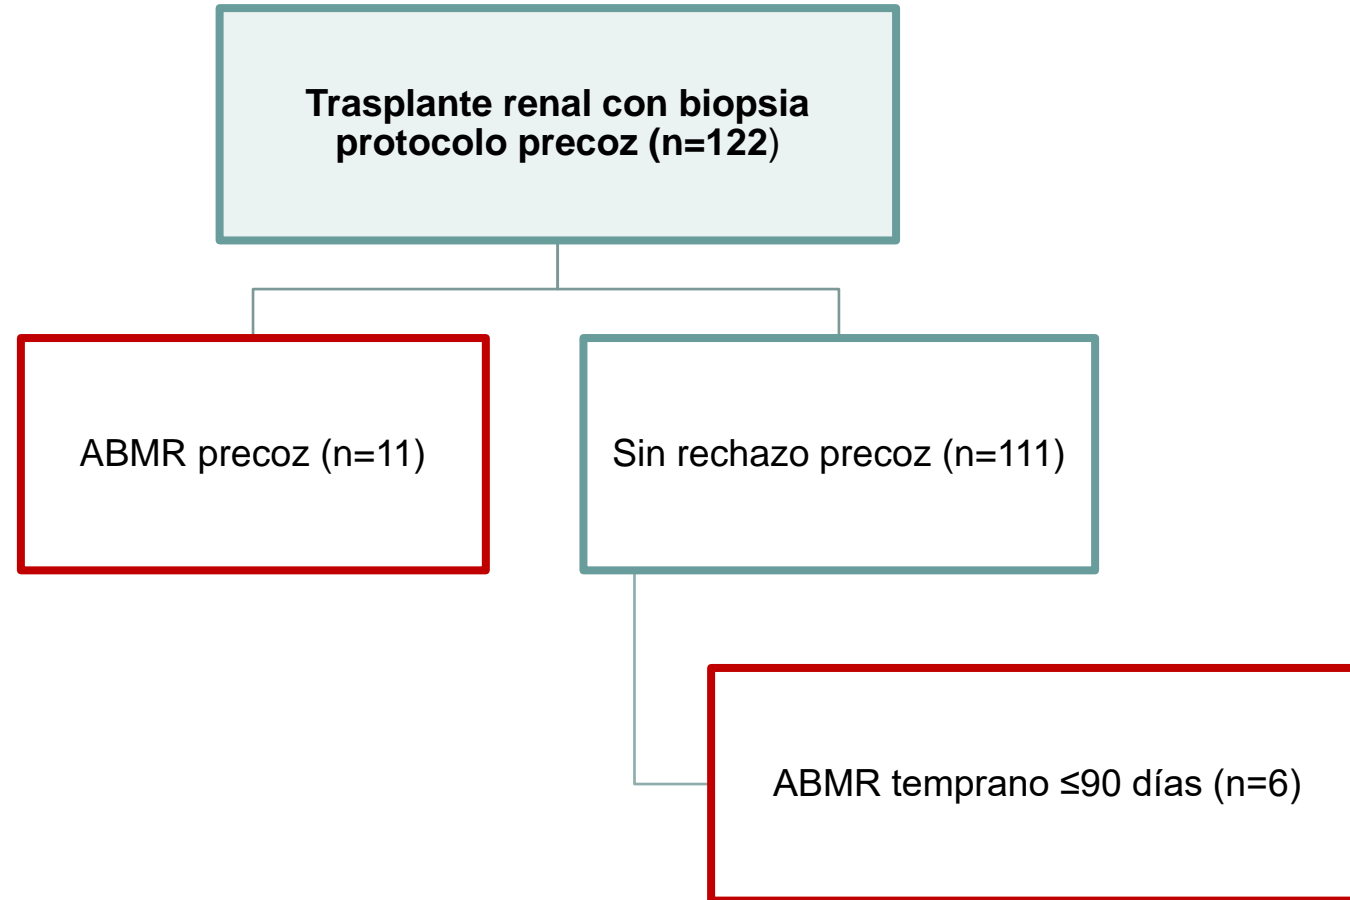 Trasplante renal con biopsia
protocolo precoz (n=122)
ABMR precoz (n=11)
Sin rechazo precoz (n=111)
ABMR temprano ≤90 días (n=6)